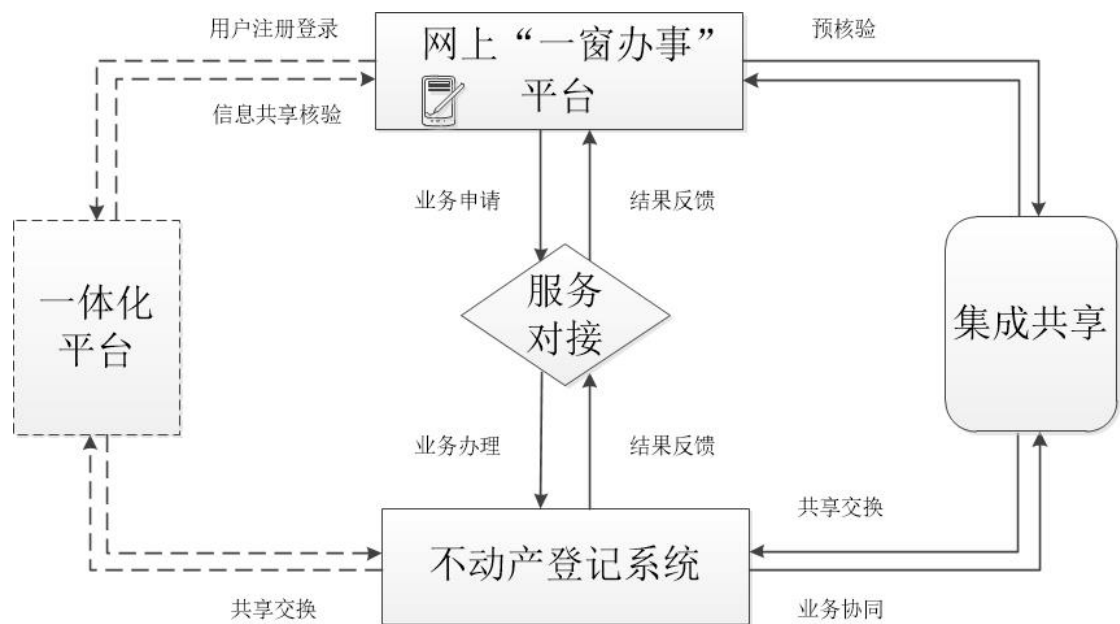 用户注册登录
网上“一窗办事”
平台
预核验
信息共享核验
业务申请
结果反馈
一体化
平台
服务
对接
集成共享
业务办理
结果反馈
共享交换
不动产登记系统
共享交换
业务协同